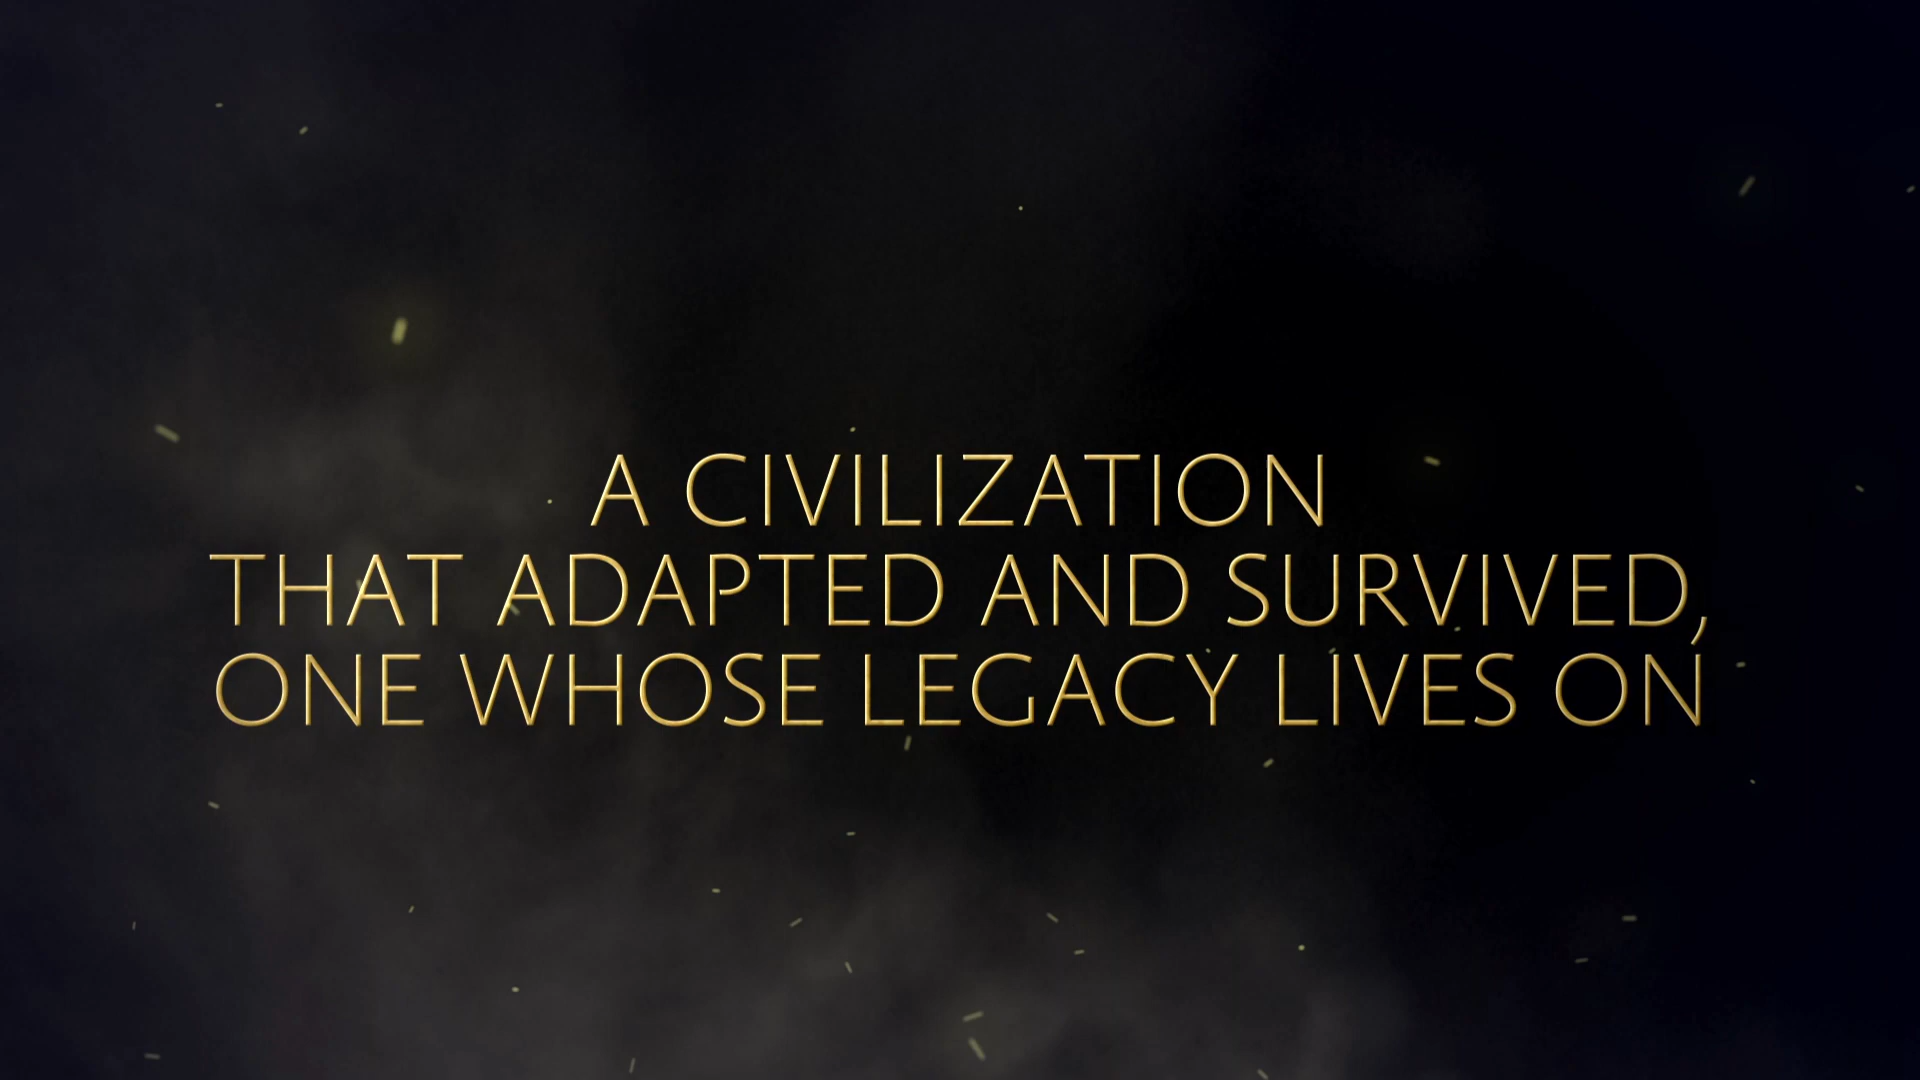 A CIVILIZATION
THAT ADAPTED AND SURVIVED,
ONE WHOSE LEGACY LIVES ON